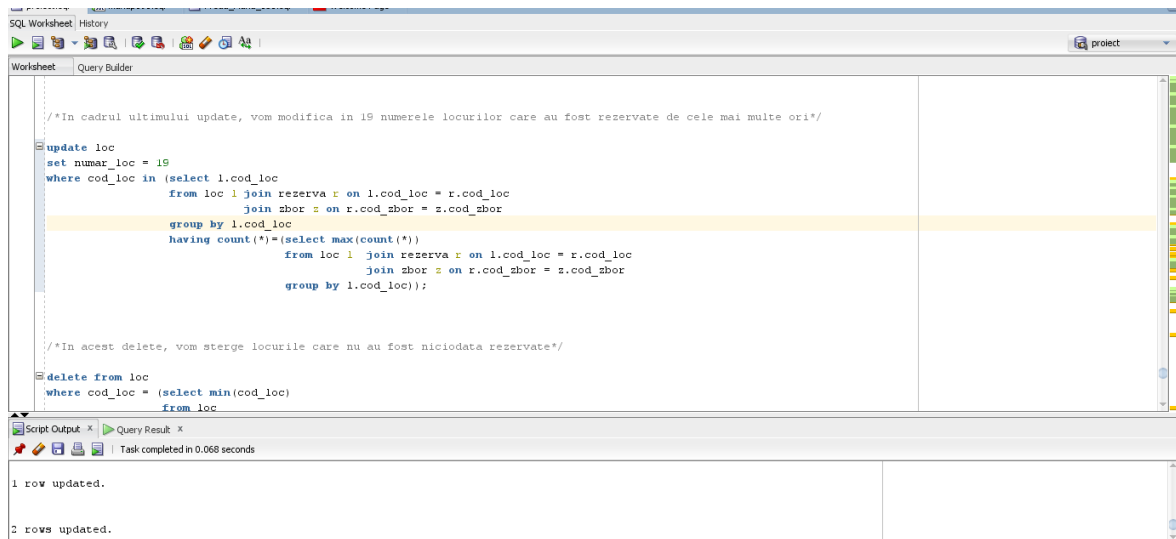 SQL Worksheet History
proiect
Worksheet Query Builder
/*In cadrul ultimului update, vom modifica in 19 numerele locurilor care au fost rezervate de cele mai multe ori*/
update loc
set numar_loc = 19
where cod_loc in (select l.cod_loc
from loc l join rezerva r on l.cod_loc = r.cod_loc
join zbor z on r.cod_zbor = z.cod_zbor
group by l.cod_loc
having count(*)=(select max(count(*))
from loc l join rezerva r on l.cod_loc = r.cod_loc
join zbor z on r.cod_zbor = z.cod_zbor
group by l.cod_loc));
/*In acest delete, vom sterge locurile care nu au fost niciodata rezervate*/
delete from loc
where cod_loc = (select min(cod_loc)
from loc
Script Output x Query Result x
Task completed in 0.068 seconds
1 row updated.
2 rows updated.